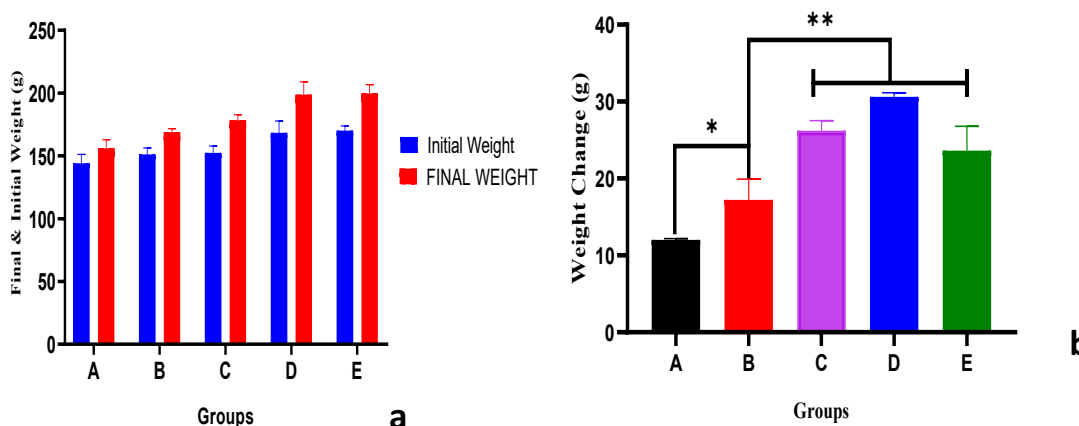 Final & Initial Weight (g)
250
200
150
100
50
0
A B C D E
Groups
a
Initial Weight
FINAL WEIGHT
Weight Change (g)
40
30
20
10
0
*
**
A B C D E
Groups
b